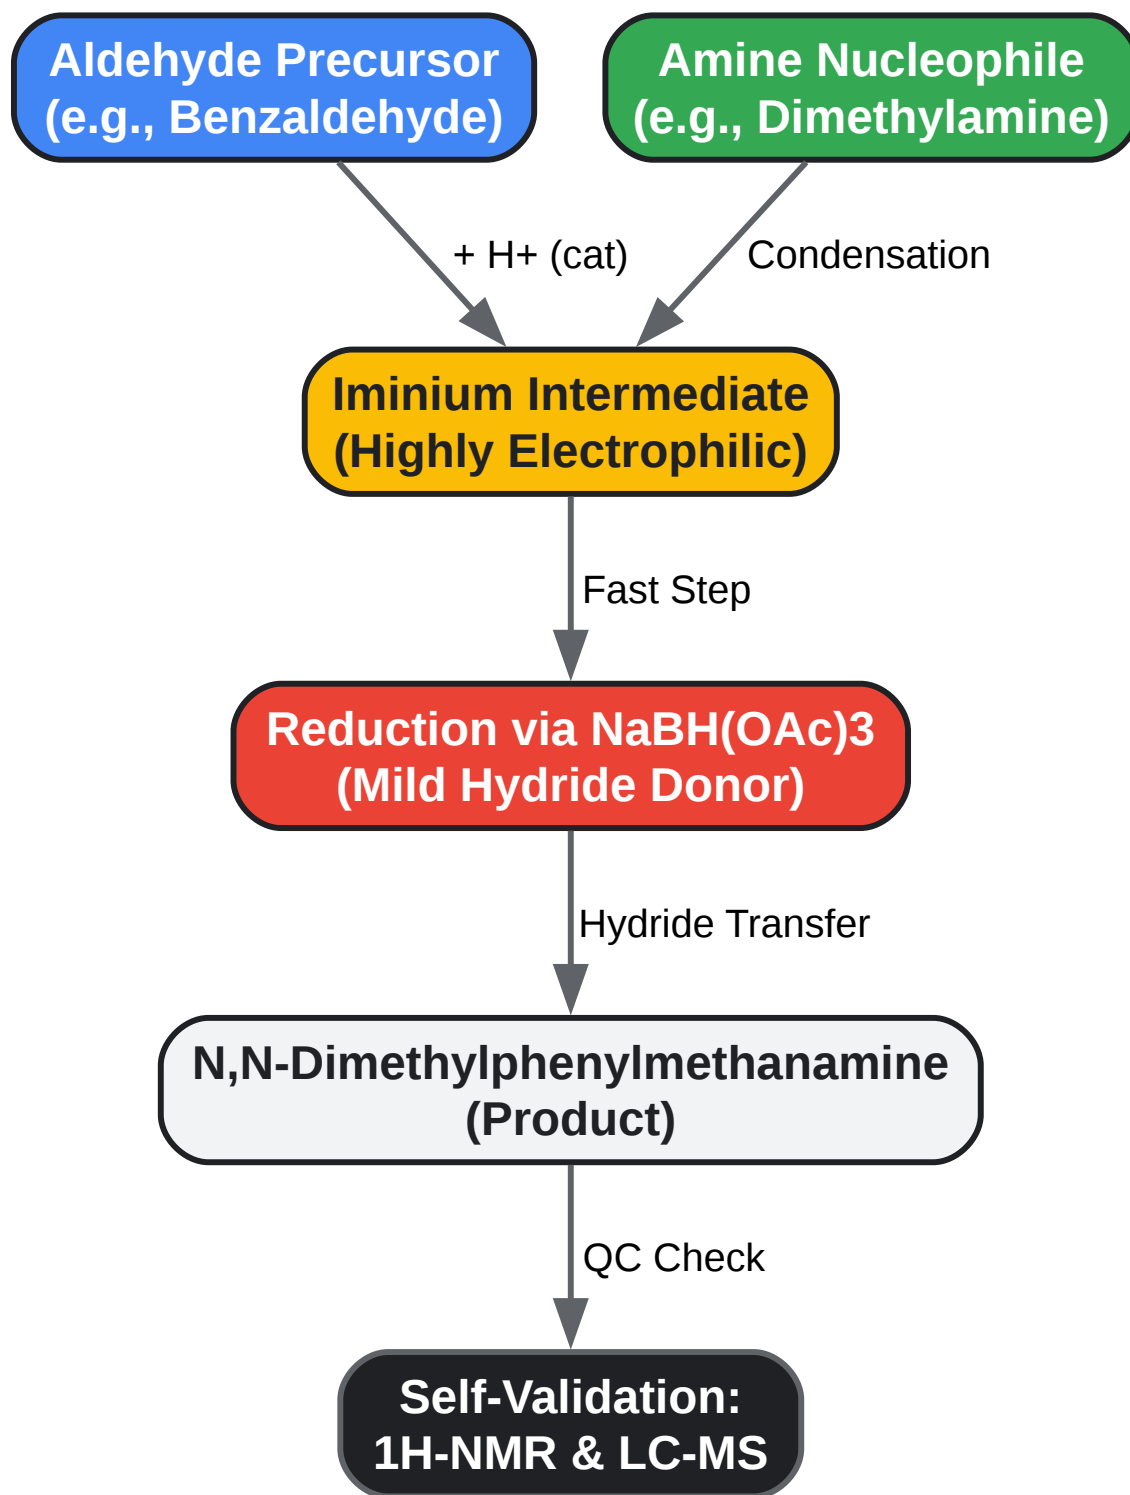 Aldehyde Precursor
(e.g., Benzaldehyde)
Amine Nucleophile
(e.g., Dimethylamine)
+ H+ (cat)
Condensation
Iminium Intermediate
(Highly Electrophilic)
Fast Step
Reduction via NaBH(OAc)3
(Mild Hydride Donor)
Hydride Transfer
N,N-Dimethylphenylmethanamine
(Product)
QC Check
Self-Validation:
1H-NMR & LC-MS